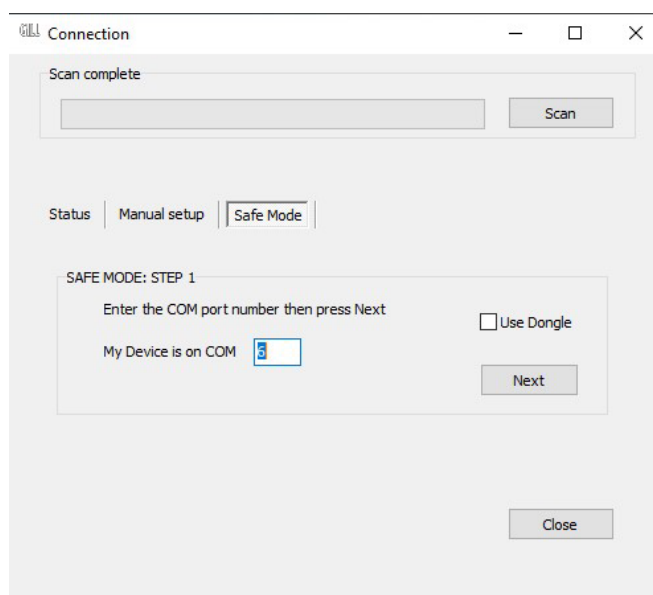 GILL Connection
Scan complete
Scan
Status Manual setup Safe Mode
SAFE MODE: STEP 1
Enter the COM port number then press Next
Use Dongle
My Device is on COM 6
Next
Close